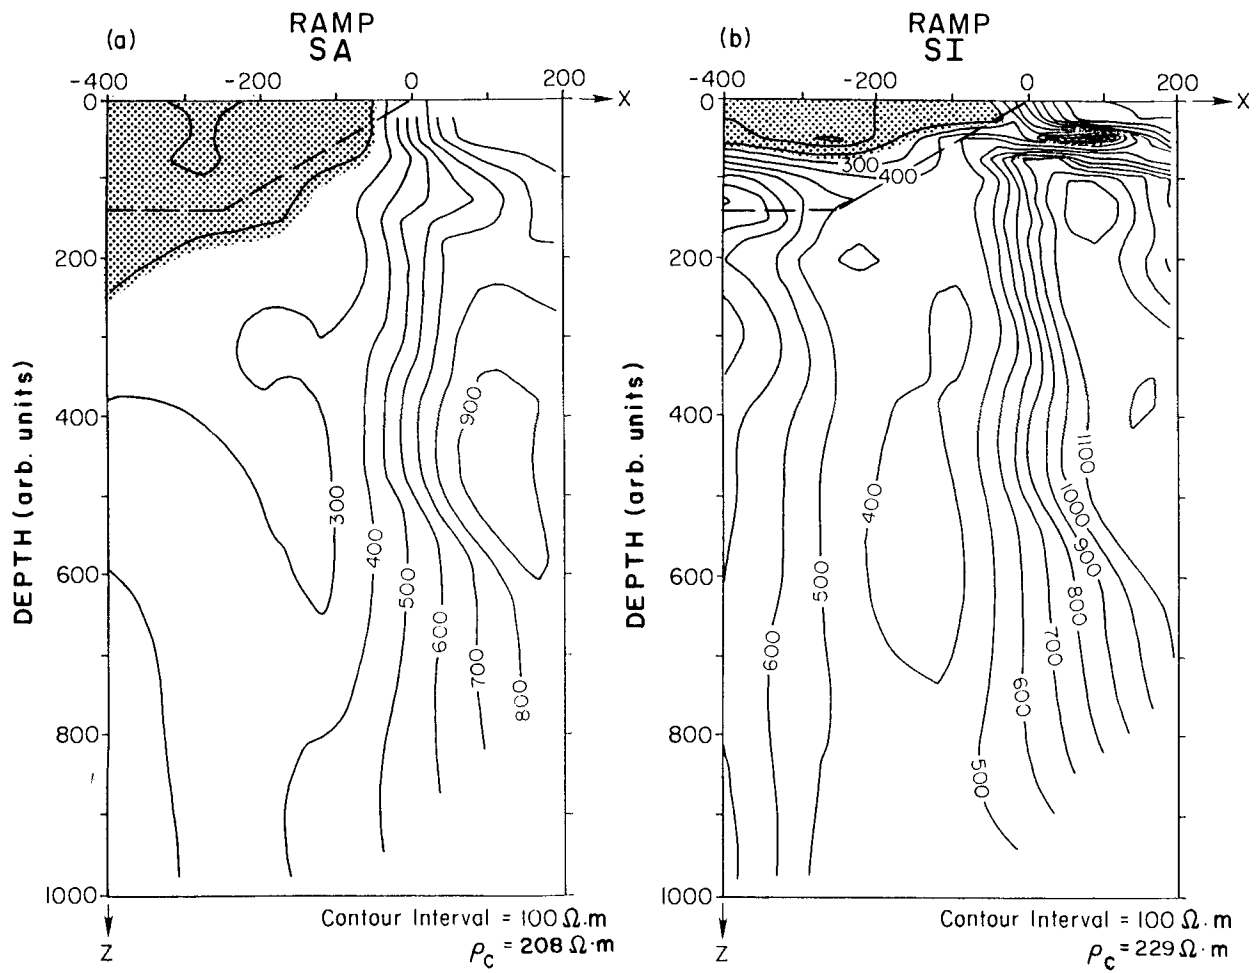 (a)
RAMP
SA
-400 -200 0 200
X
0
200
400
600
800
1000
DEPTH (arb. units)
Z
300
400
500
600
700
800
900
Contour Interval = 100 Ω.m
ρc = 208 Ω·m
(b)
RAMP
SI
-400 -200 0 200
X
0
200
400
600
800
1000
DEPTH (arb. units)
Z
300
400
400
500
600
500
600
700
800
900
1000
1100
Contour Interval = 100 Ω.m
ρc = 229 Ω·m